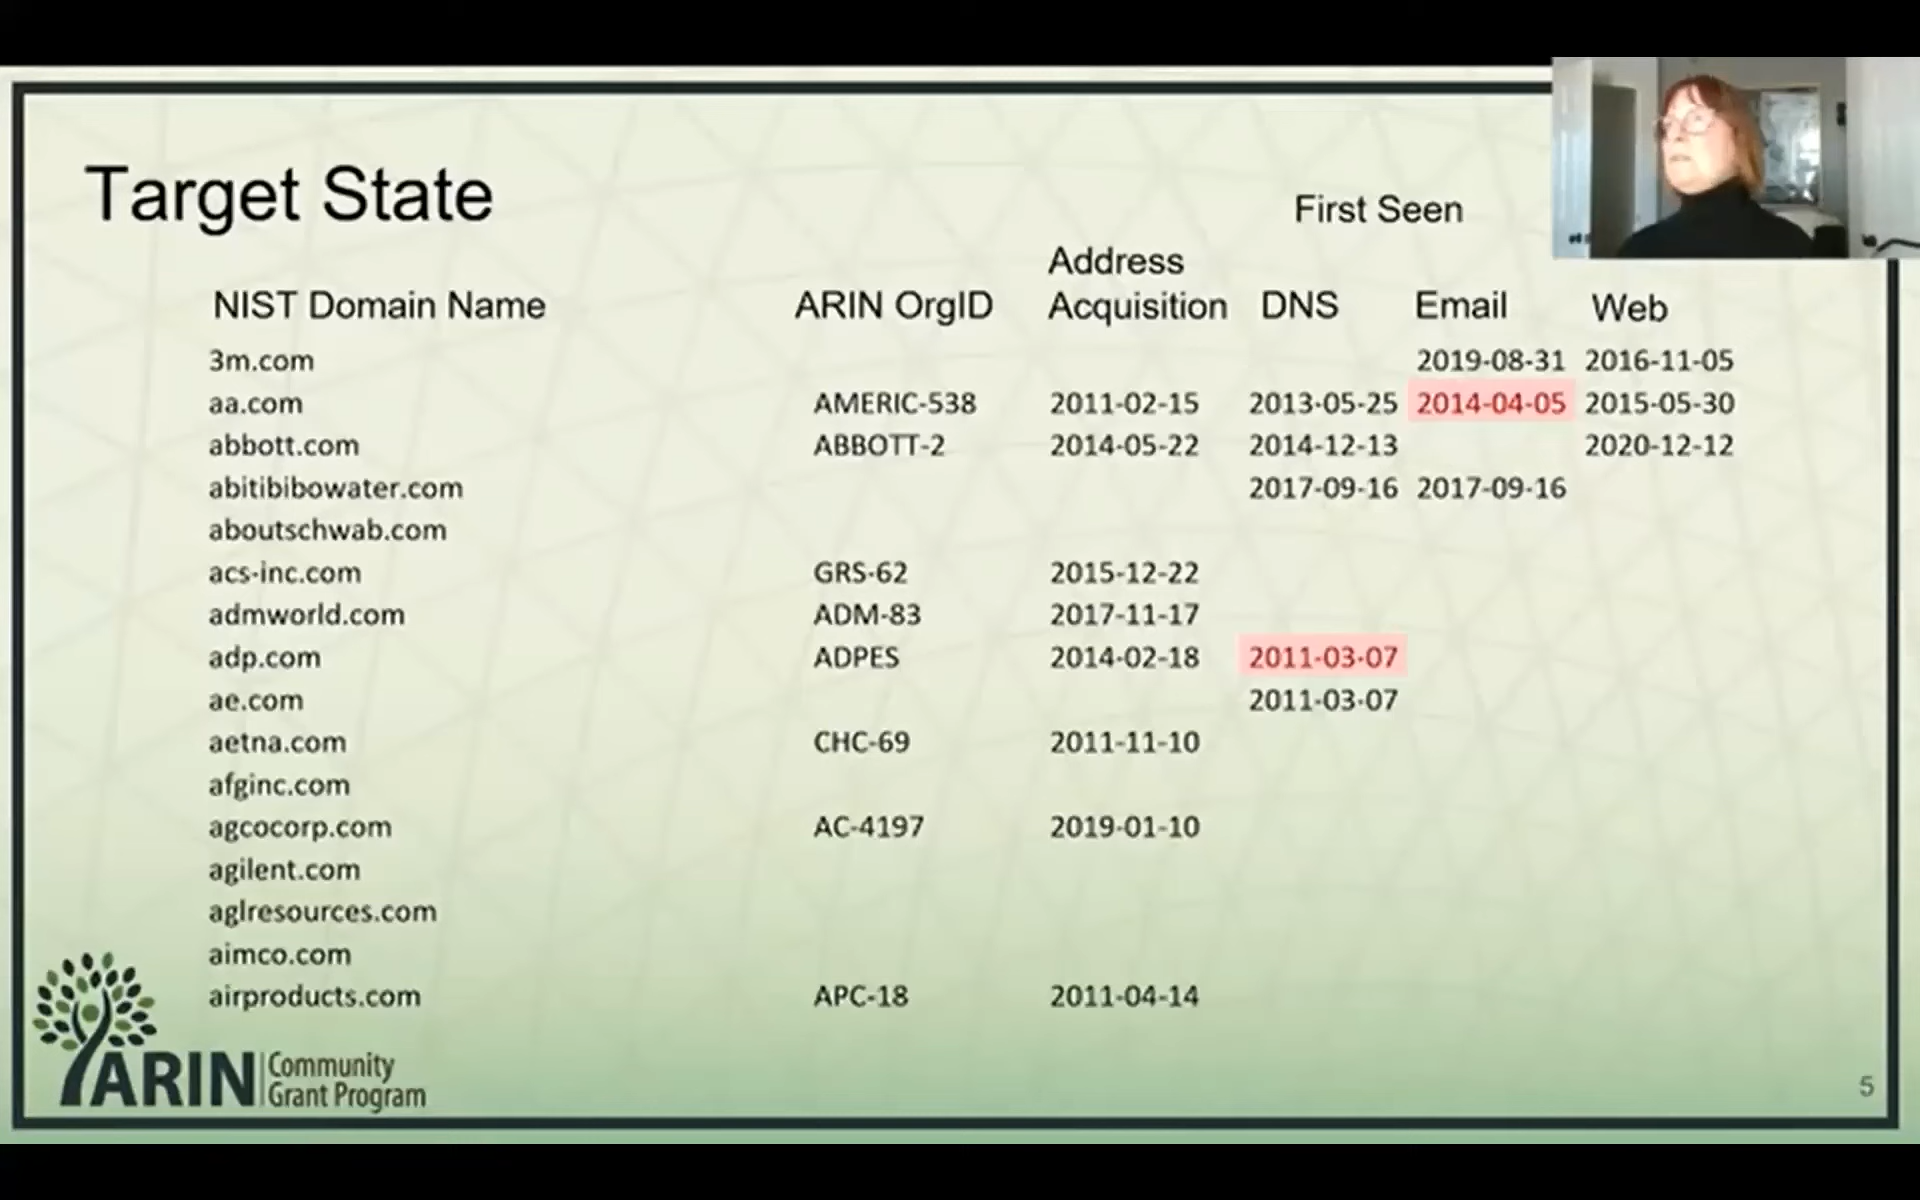 Target State
First Seen
Address
NIST Domain Name ARIN OrgID Acquisition DNS Email Web
3m.com 2019-08-31 2016-11-05
aa.com AMERIC-538 2011-02-15 2013-05-25 2014-04-05 2015-05-30
abbott.com ABBOTT-2 2014-05-22 2014-12-13 2020-12-12
abitibibowater.com 2017-09-16 2017-09-16
aboutschwab.com
acs-inc.com GRS-62 2015-12-22
admworld.com ADM-83 2017-11-17
adp.com ADPES 2014-02-18 2011-03-07
ae.com 2011-03-07
aetna.com CHC-69 2011-11-10
afginc.com
agcocorp.com AC-4197 2019-01-10
agilent.com
aglresources.com
aimco.com
airproducts.com APC-18 2011-04-14
ARIN Community
Grant Program
5